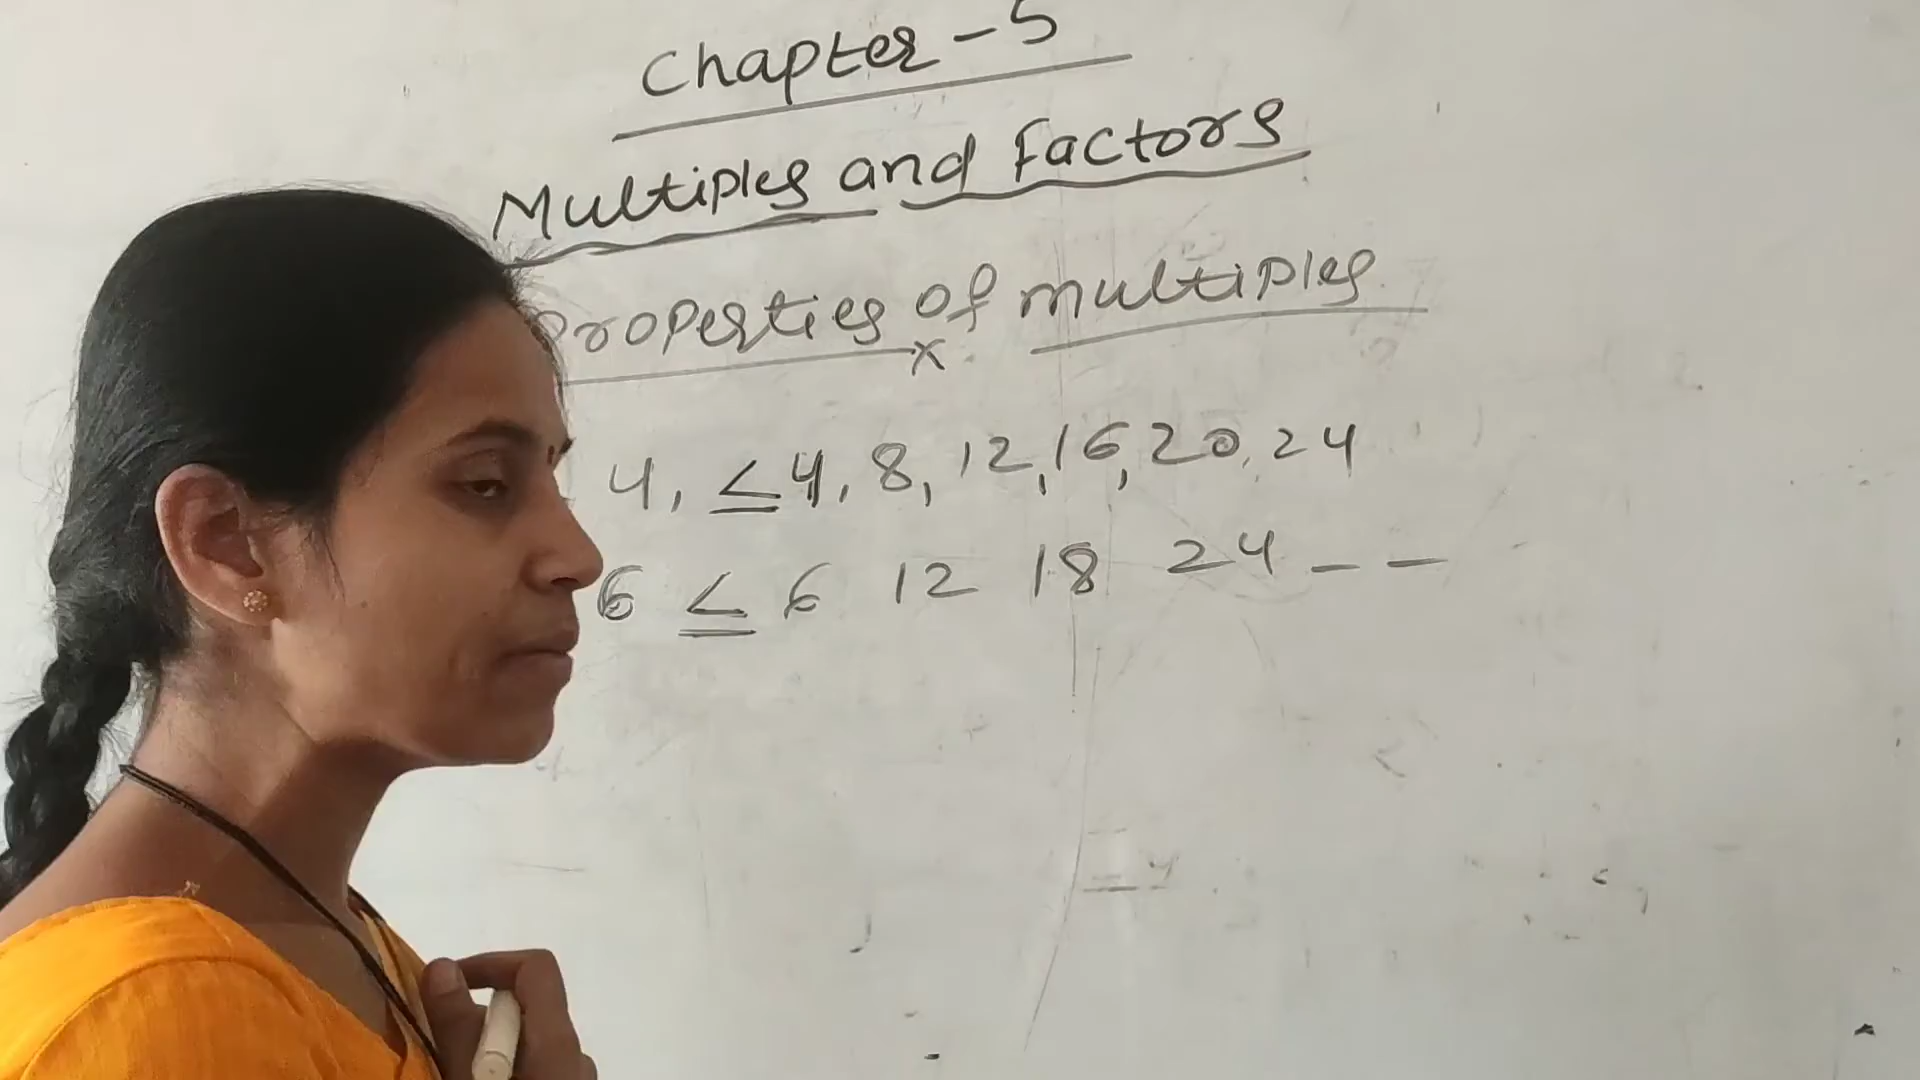 Chapter - 5
Multiples and Factors
Properties of multiples
x
4, ≤ 4, 8, 12, 16, 20, 24
6 ≤ 6 12 18 24 _ _